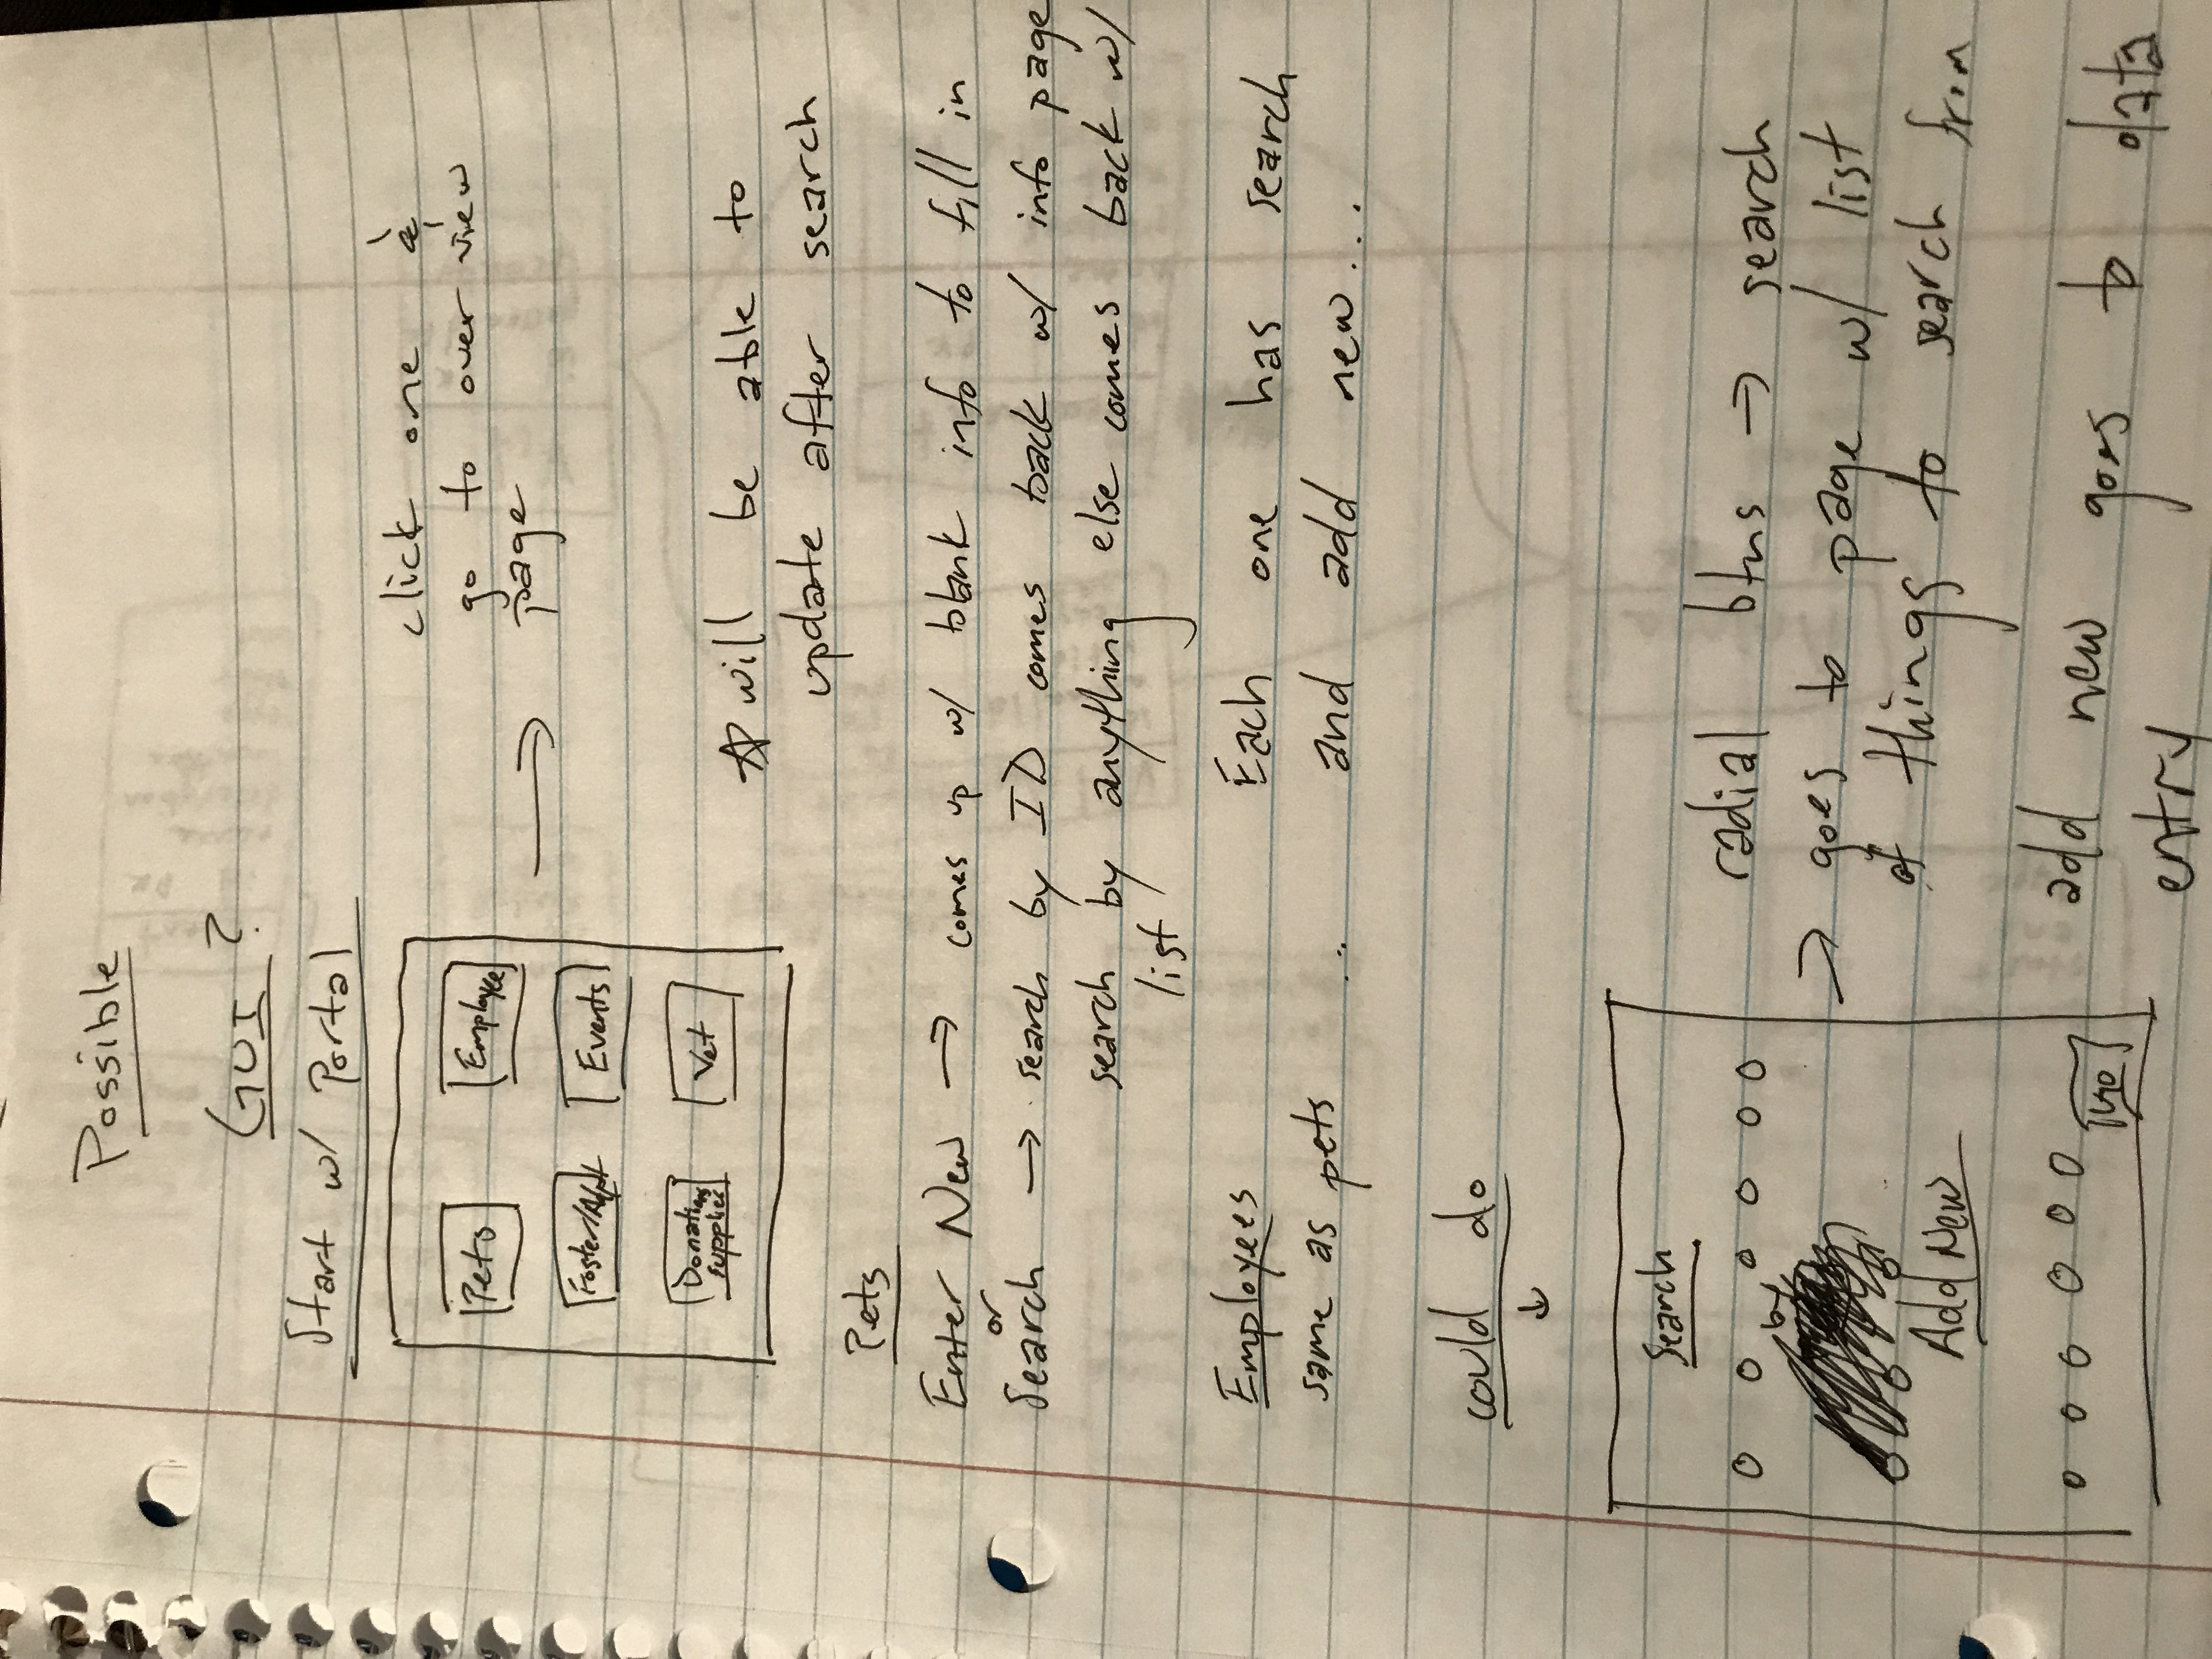 Possible
GUI ?
Start w/ Portal
Pets
Employee
Foster/Adpt
Events
Donations
supplies
Vet
click one &
go to over view
page
☆ will be able to
update after search
Pets
Enter New → comes up w/ blank info to fill in
or
Search → search by ID comes back w/ info page
search by anything else comes back w/
list
Employees
same as pets ..
Each one has search
and add new...
could do
↓
Search
by
Add New
Go
radial btns → search
→ goes to page w/ list
of things to search from
add new goes to data
entry